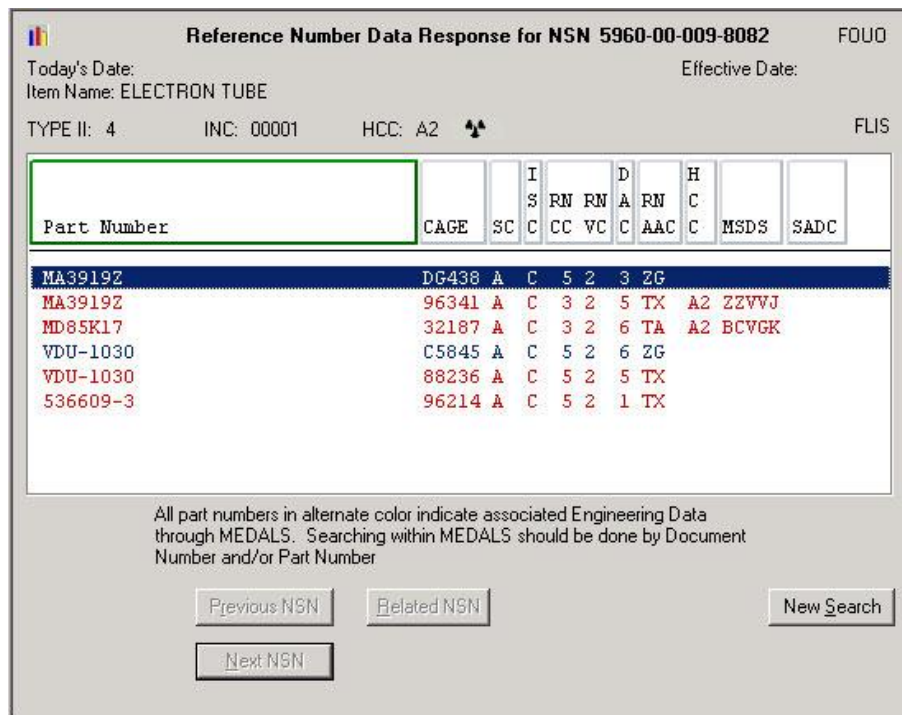 Reference Number Data Response for NSN 5960-00-009-8082 FOUO
Today's Date: Effective Date:
Item Name: ELECTRON TUBE
TYPE II: 4 INC: 00001 HCC: A2 FLIS
I D H
S RN RN A RN C
Part Number CAGE SC C CC VC C AAC C MSDS SADC
MA3919Z DG438 A C 5 2 3 ZG
MA3919Z 96341 A C 3 2 5 TX A2 ZZVVJ
MD85K17 32187 A C 3 2 6 TA A2 BCVGK
VDU-1030 C5845 A C 5 2 6 ZG
VDU-1030 88236 A C 5 2 5 TX
536609-3 96214 A C 5 2 1 TX
All part numbers in alternate color indicate associated Engineering Data
through MEDALS. Searching within MEDALS should be done by Document
Number and/or Part Number
Previous NSN Related NSN New Search
Next NSN